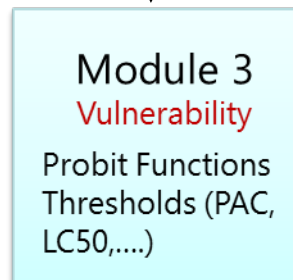 Module 3
Vulnerability
Probit Functions
Thresholds (PAC,
LC50,....)